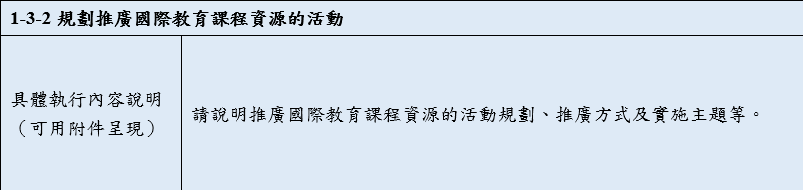 1-3-2 規劃推廣國際教育課程資源的活動
具體執行內容說明
（可用附件呈現）
請說明推廣國際教育課程資源的活動規劃、推廣方式及實施主題等。